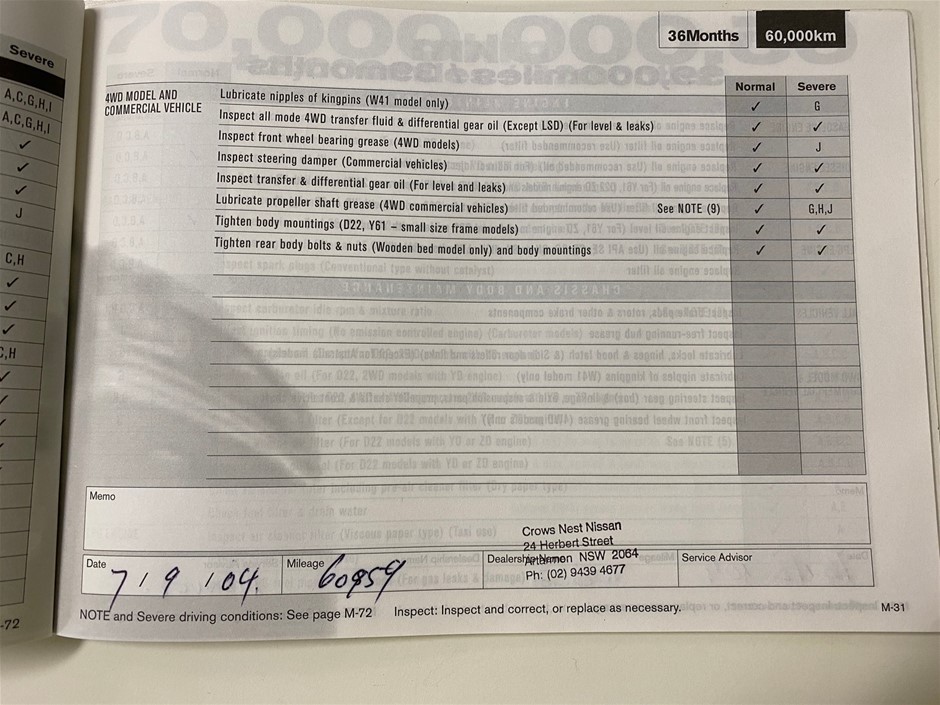 36Months 60,000km
Severe
A,C,G,H,I
A,C,G,H,I
✓
✓
✓
J
✓
C,H
✓
✓
✓
C,H
✓
✓
✓
✓
-72
Normal Severe
4WD MODEL AND
COMMERCIAL VEHICLE
Lubricate nipples of kingpins (W41 model only) ✓ G
Inspect all mode 4WD transfer fluid & differential gear oil (Except LSD) (For level & leaks) ✓ ✓
Inspect front wheel bearing grease (4WD models) ✓ J
Inspect steering damper (Commercial vehicles) ✓ ✓
Inspect transfer & differential gear oil (For level and leaks) ✓ ✓
Lubricate propeller shaft grease (4WD commercial vehicles) See NOTE (9) ✓ G,H,J
Tighten body mountings (D22, Y61 – small size frame models) ✓ ✓
Tighten rear body bolts & nuts (Wooden bed model only) and body mountings ✓ ✓
Memo
Crows Nest Nissan
24 Herbert Street
Artarmon NSW 2064
Ph: (02) 9439 4677
Date 7/9/04. Mileage 60859 Dealership Name Service Advisor
NOTE and Severe driving conditions: See page M-72 Inspect: Inspect and correct, or replace as necessary. M-31